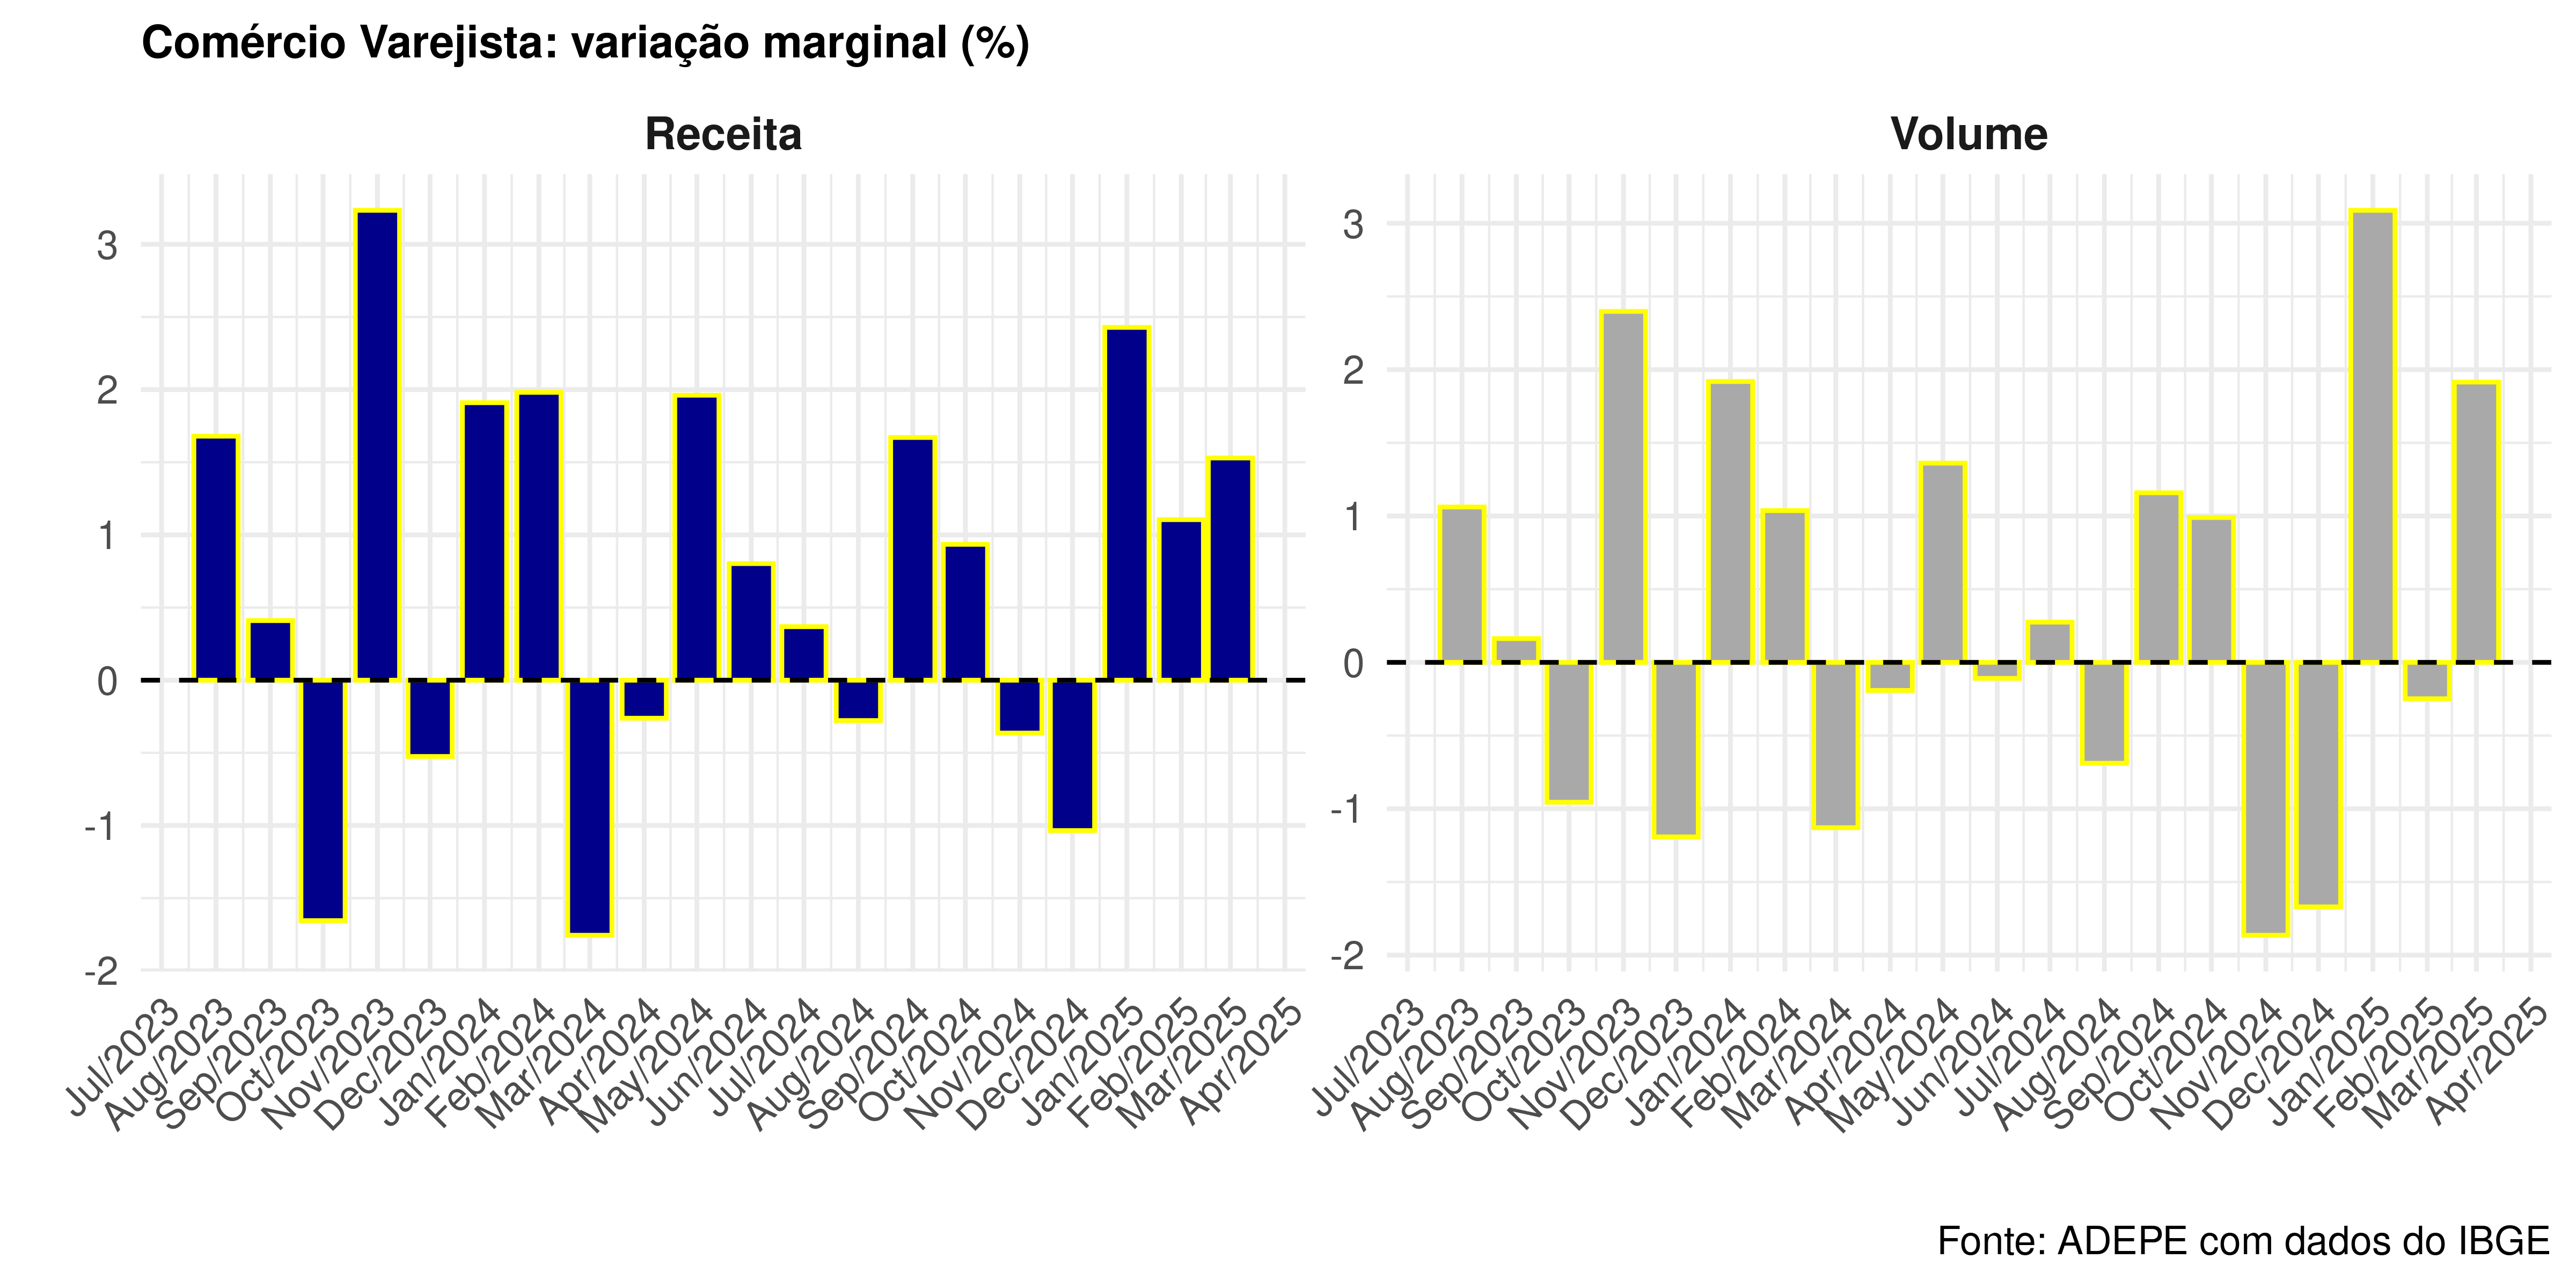 Comércio Varejista: variação marginal (%)
Receita
3
2
1
0
-1
-2
Jul/2023
Aug/2023
Sep/2023
Oct/2023
Nov/2023
Dec/2023
Jan/2024
Feb/2024
Mar/2024
Apr/2024
May/2024
Jun/2024
Jul/2024
Aug/2024
Sep/2024
Oct/2024
Nov/2024
Dec/2024
Jan/2025
Feb/2025
Mar/2025
Apr/2025
Volume
3
2
1
0
-1
-2
Jul/2023
Aug/2023
Sep/2023
Oct/2023
Nov/2023
Dec/2023
Jan/2024
Feb/2024
Mar/2024
Apr/2024
May/2024
Jun/2024
Jul/2024
Aug/2024
Sep/2024
Oct/2024
Nov/2024
Dec/2024
Jan/2025
Feb/2025
Mar/2025
Apr/2025
Fonte: ADEPE com dados do IBGE